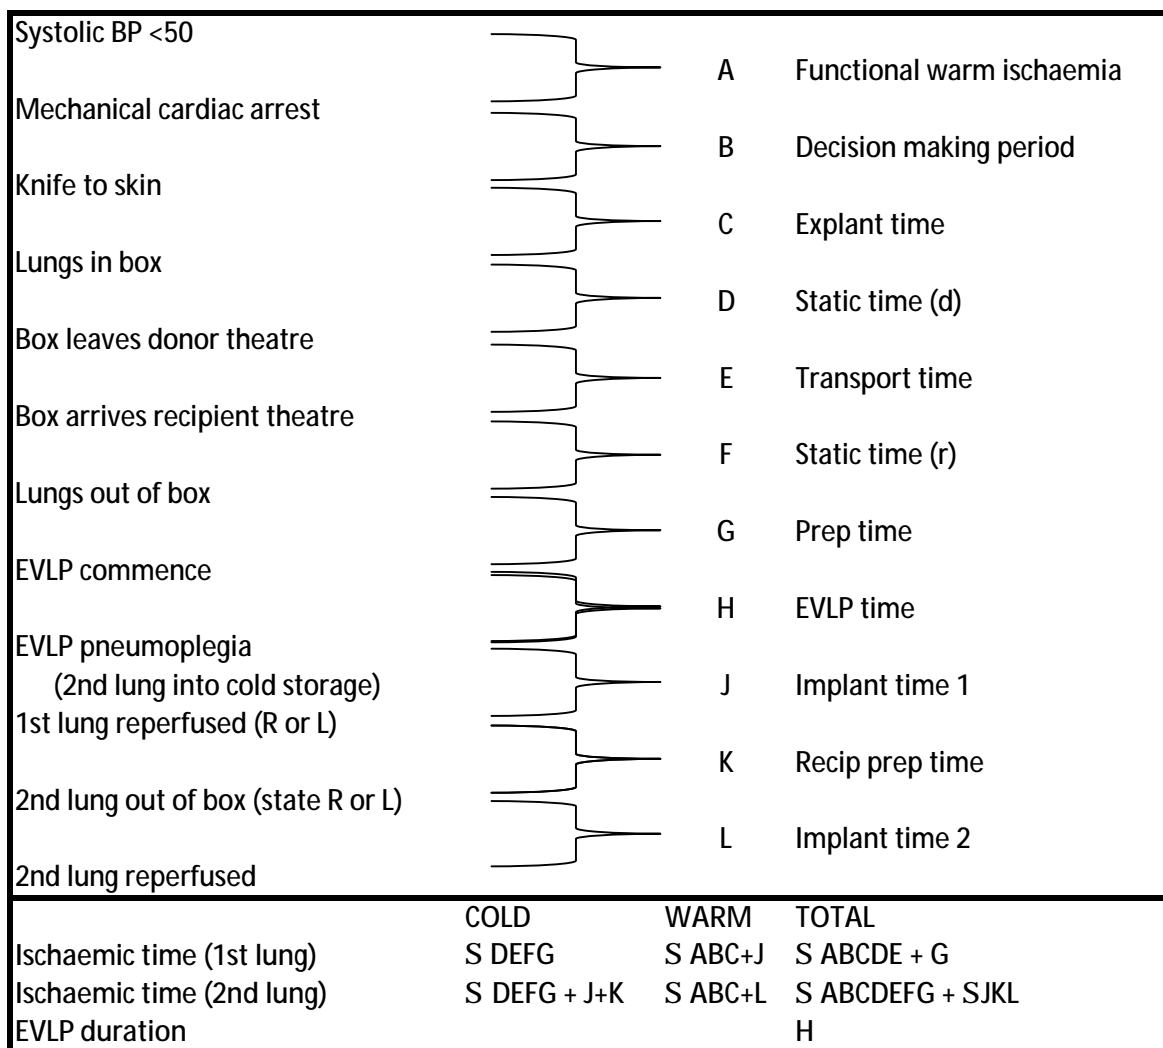 Systolic BP <50
A Functional warm ischaemia
Mechanical cardiac arrest
B Decision making period
Knife to skin
C Explant time
Lungs in box
D Static time (d)
Box leaves donor theatre
E Transport time
Box arrives recipient theatre
F Static time (r)
Lungs out of box
G Prep time
EVLP commence
H EVLP time
EVLP pneumoplegia
(2nd lung into cold storage)
J Implant time 1
1st lung reperfused (R or L)
K Recip prep time
2nd lung out of box (state R or L)
L Implant time 2
2nd lung reperfused
COLD WARM TOTAL
Ischaemic time (1st lung) S DEFG S ABC+J S ABCDE + G
Ischaemic time (2nd lung) S DEFG + J+K S ABC+L S ABCDEFG + SJKL
EVLP duration H